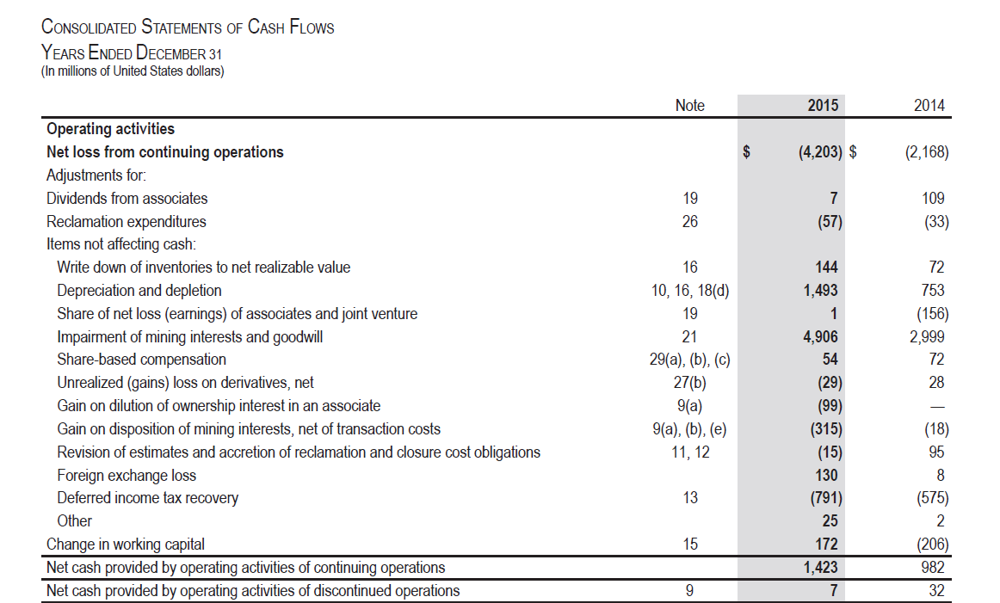 CONSOLIDATED STATEMENTS OF CASH FLOWS
YEARS ENDED DECEMBER 31
(In millions of United States dollars)
Note 2015 2014
Operating activities
Net loss from continuing operations $ (4,203) $ (2,168)
Adjustments for:
Dividends from associates 19 7 109
Reclamation expenditures 26 (57) (33)
Items not affecting cash:
Write down of inventories to net realizable value 16 144 72
Depreciation and depletion 10, 16, 18(d) 1,493 753
Share of net loss (earnings) of associates and joint venture 19 1 (156)
Impairment of mining interests and goodwill 21 4,906 2,999
Share-based compensation 29(a), (b), (c) 54 72
Unrealized (gains) loss on derivatives, net 27(b) (29) 28
Gain on dilution of ownership interest in an associate 9(a) (99) —
Gain on disposition of mining interests, net of transaction costs 9(a), (b), (e) (315) (18)
Revision of estimates and accretion of reclamation and closure cost obligations 11, 12 (15) 95
Foreign exchange loss 130 8
Deferred income tax recovery 13 (791) (575)
Other 25 2
Change in working capital 15 172 (206)
Net cash provided by operating activities of continuing operations 1,423 982
Net cash provided by operating activities of discontinued operations 9 7 32